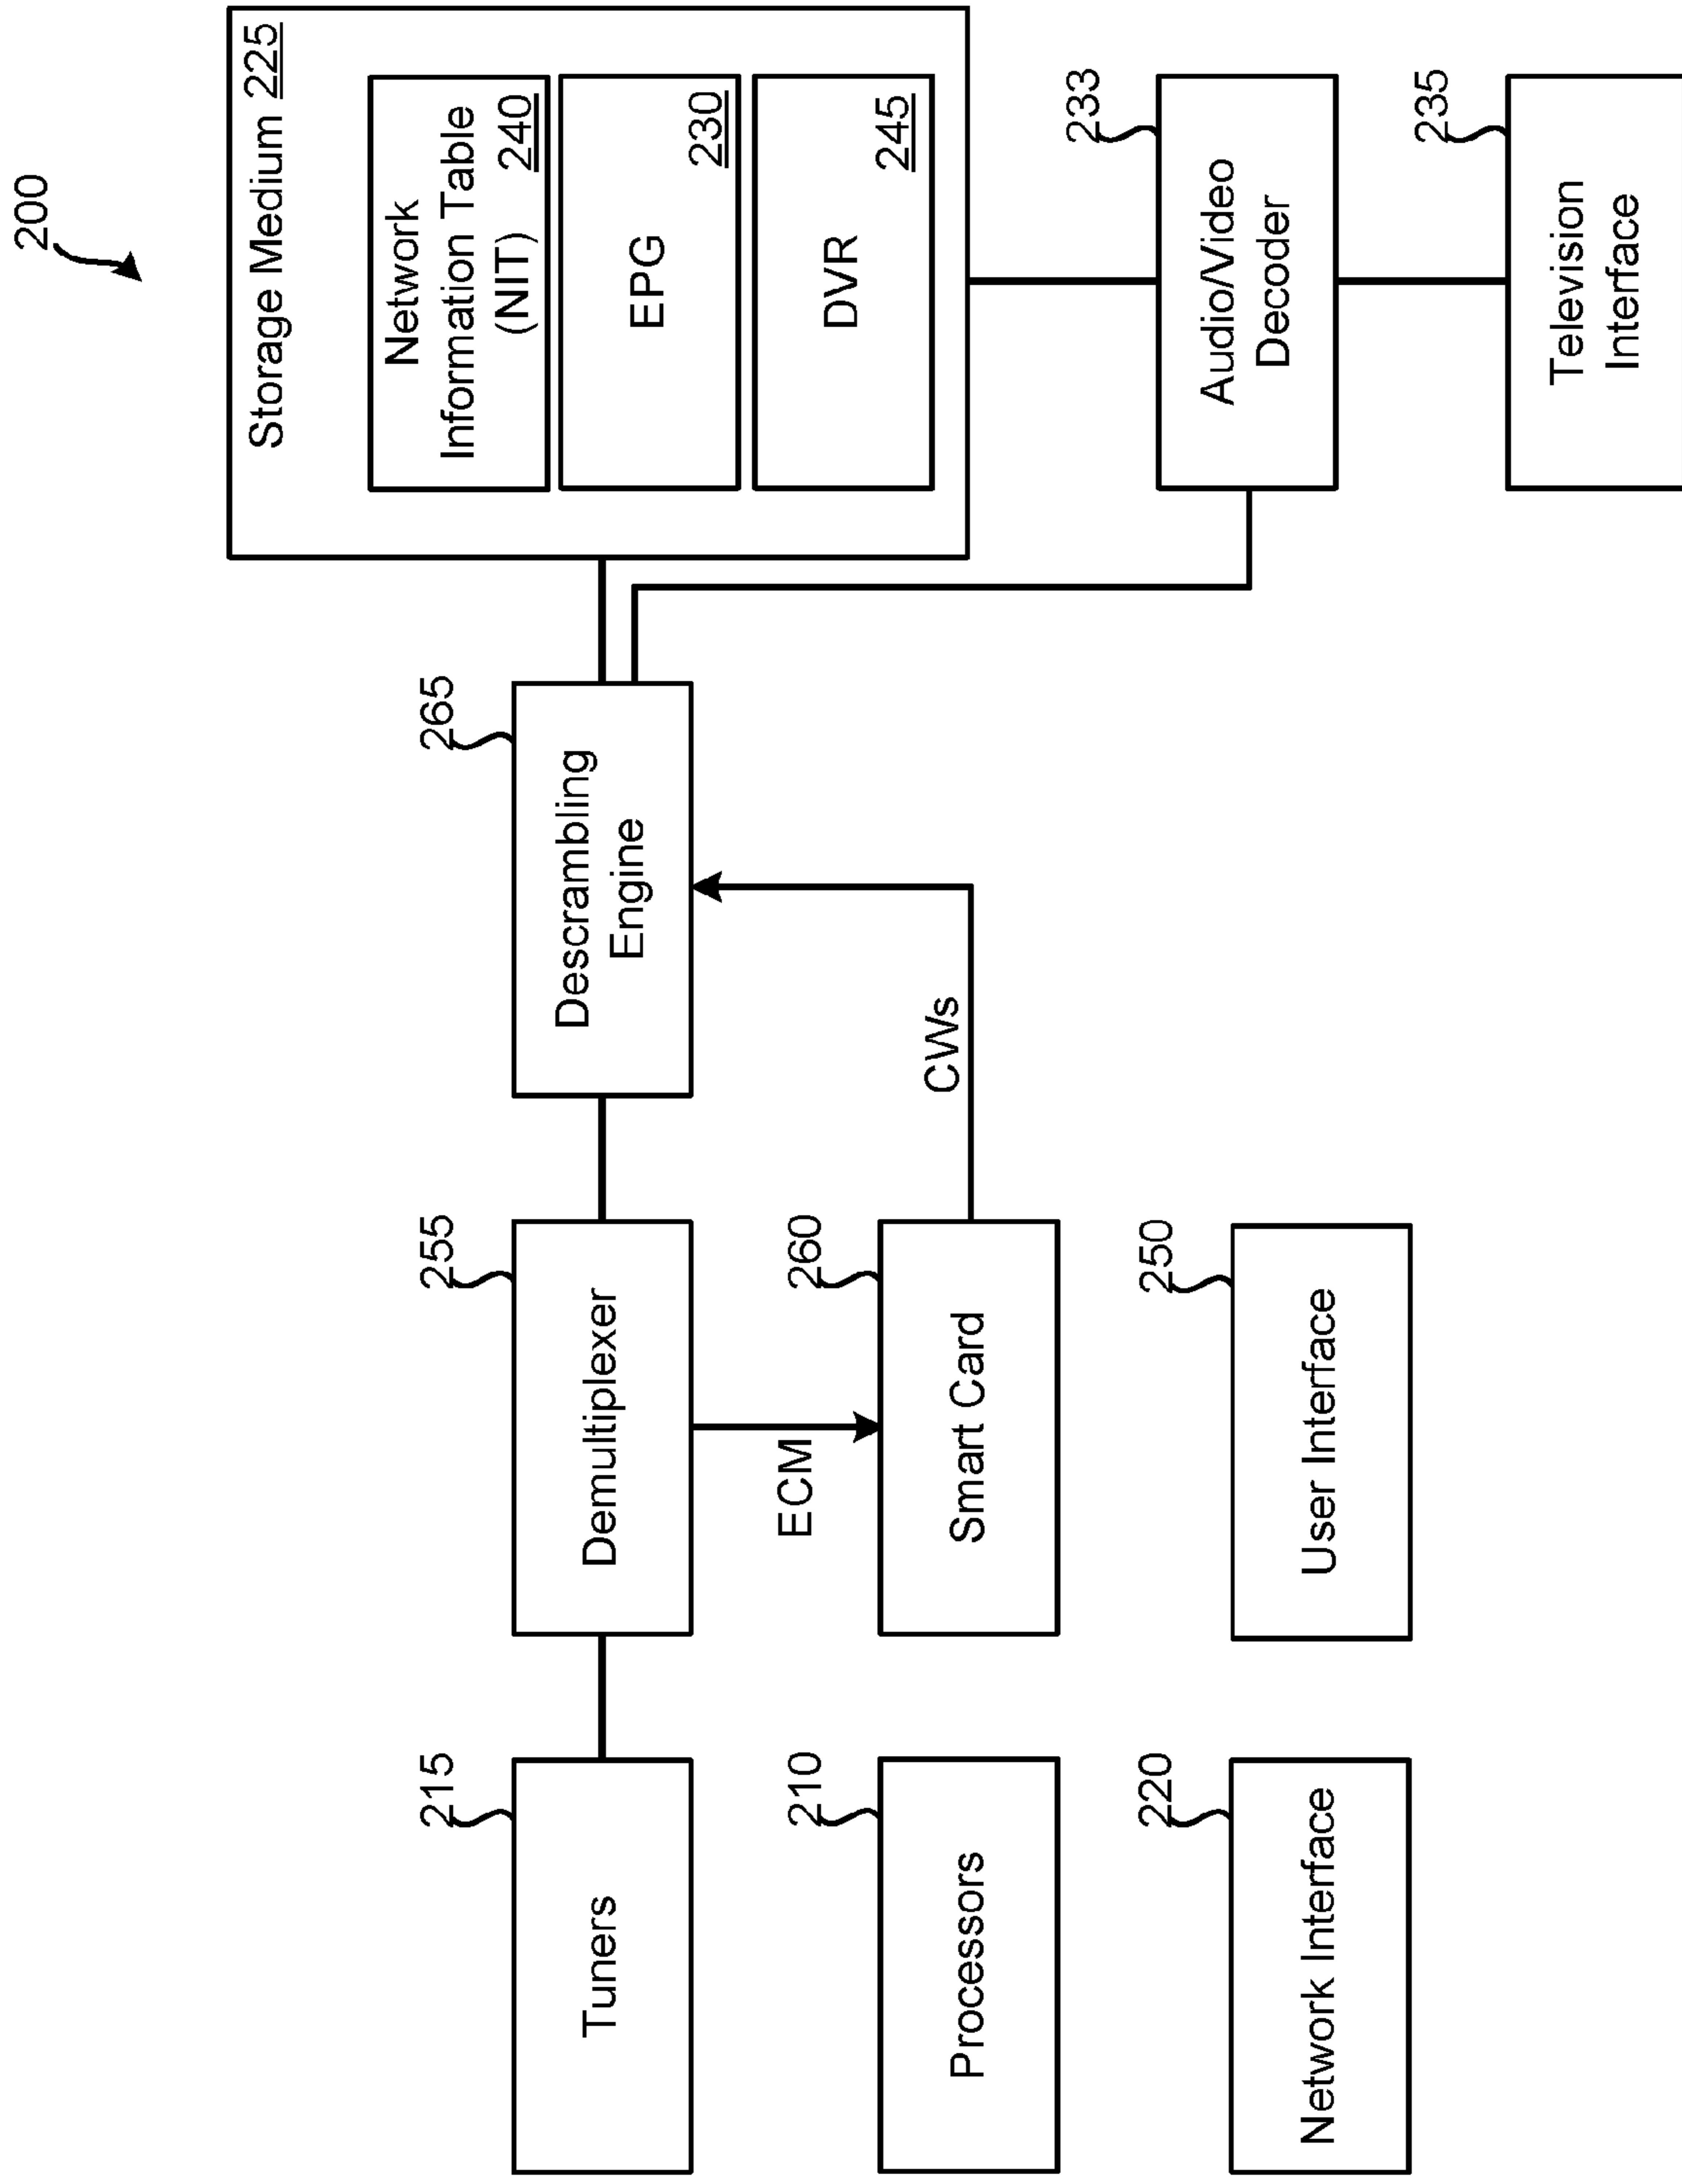 200
Storage Medium 225
Network
Information Table
(NIT) 240
EPG 230
DVR 245
215
Tuners
255
Demultiplexer
265
Descrambling
Engine
ECM
CWs
210
Processors
260
Smart Card
233
Audio/Video
Decoder
220
Network Interface
250
User Interface
235
Television
Interface